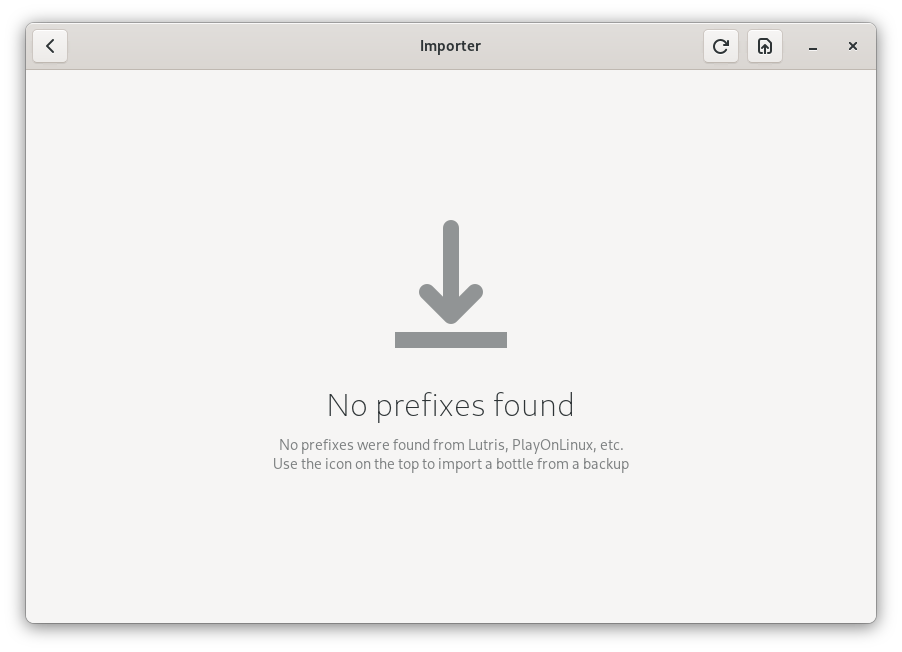 Importer
No prefixes found
No prefixes were found from Lutris, PlayOnLinux, etc.
Use the icon on the top to import a bottle from a backup